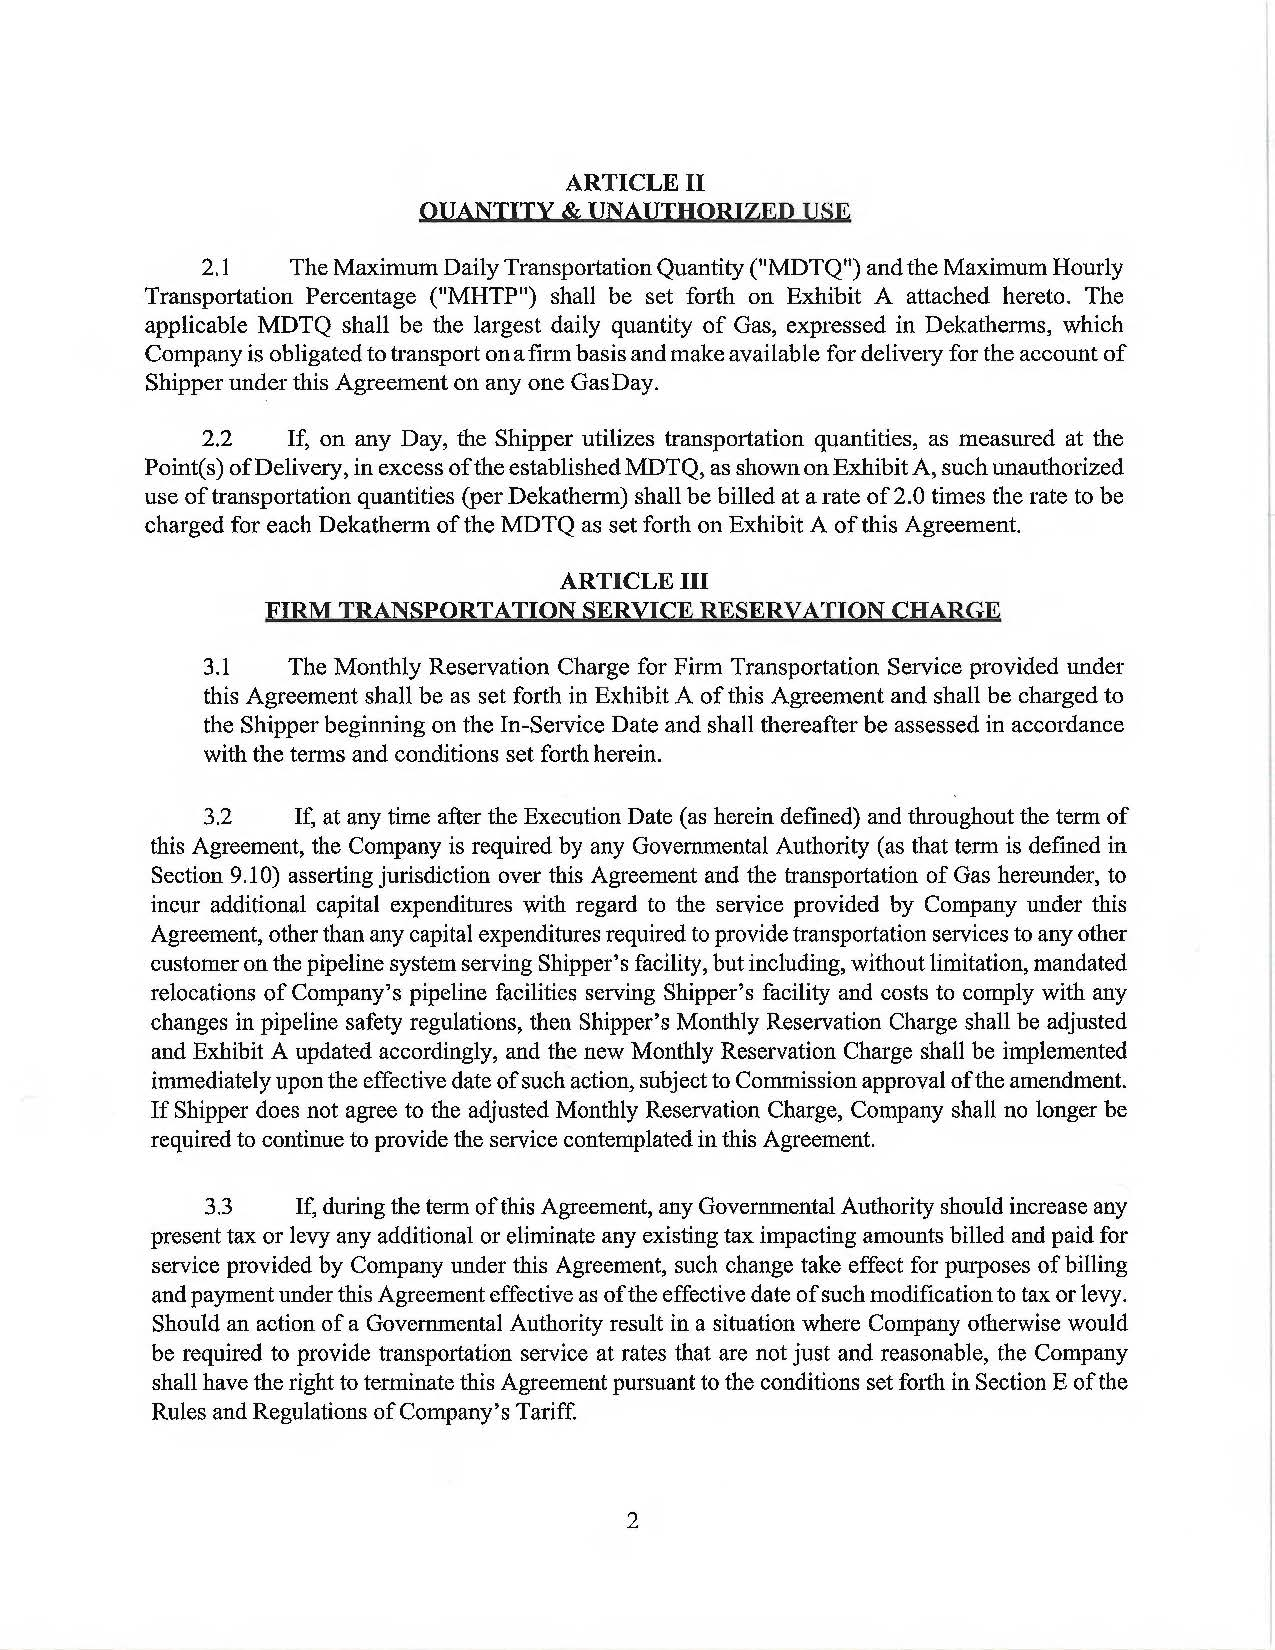 ARTICLE II
QUANTITY & UNAUTHORIZED USE
2.1 The Maximum Daily Transportation Quantity ("MDTQ") and the Maximum Hourly
Transportation Percentage ("MHTP") shall be set forth on Exhibit A attached hereto. The
applicable MDTQ shall be the largest daily quantity of Gas, expressed in Dekatherms, which
Company is obligated to transport on a firm basis and make available for delivery for the account of
Shipper under this Agreement on any one Gas Day.
2.2 If, on any Day, the Shipper utilizes transportation quantities, as measured at the
Point(s) of Delivery, in excess of the established MDTQ, as shown on Exhibit A, such unauthorized
use of transportation quantities (per Dekatherm) shall be billed at a rate of 2.0 times the rate to be
charged for each Dekatherm of the MDTQ as set forth on Exhibit A of this Agreement.
ARTICLE III
FIRM TRANSPORTATION SERVICE RESERVATION CHARGE
3.1 The Monthly Reservation Charge for Firm Transportation Service provided under
this Agreement shall be as set forth in Exhibit A of this Agreement and shall be charged to
the Shipper beginning on the In-Service Date and shall thereafter be assessed in accordance
with the terms and conditions set forth herein.
3.2 If, at any time after the Execution Date (as herein defined) and throughout the term of
this Agreement, the Company is required by any Governmental Authority (as that term is defined in
Section 9.10) asserting jurisdiction over this Agreement and the transportation of Gas hereunder, to
incur additional capital expenditures with regard to the service provided by Company under this
Agreement, other than any capital expenditures required to provide transportation services to any other
customer on the pipeline system serving Shipper’s facility, but including, without limitation, mandated
relocations of Company’s pipeline facilities serving Shipper’s facility and costs to comply with any
changes in pipeline safety regulations, then Shipper’s Monthly Reservation Charge shall be adjusted
and Exhibit A updated accordingly, and the new Monthly Reservation Charge shall be implemented
immediately upon the effective date of such action, subject to Commission approval of the amendment.
If Shipper does not agree to the adjusted Monthly Reservation Charge, Company shall no longer be
required to continue to provide the service contemplated in this Agreement.
3.3 If, during the term of this Agreement, any Governmental Authority should increase any
present tax or levy any additional or eliminate any existing tax impacting amounts billed and paid for
service provided by Company under this Agreement, such change take effect for purposes of billing
and payment under this Agreement effective as of the effective date of such modification to tax or levy.
Should an action of a Governmental Authority result in a situation where Company otherwise would
be required to provide transportation service at rates that are not just and reasonable, the Company
shall have the right to terminate this Agreement pursuant to the conditions set forth in Section E of the
Rules and Regulations of Company’s Tariff.
2